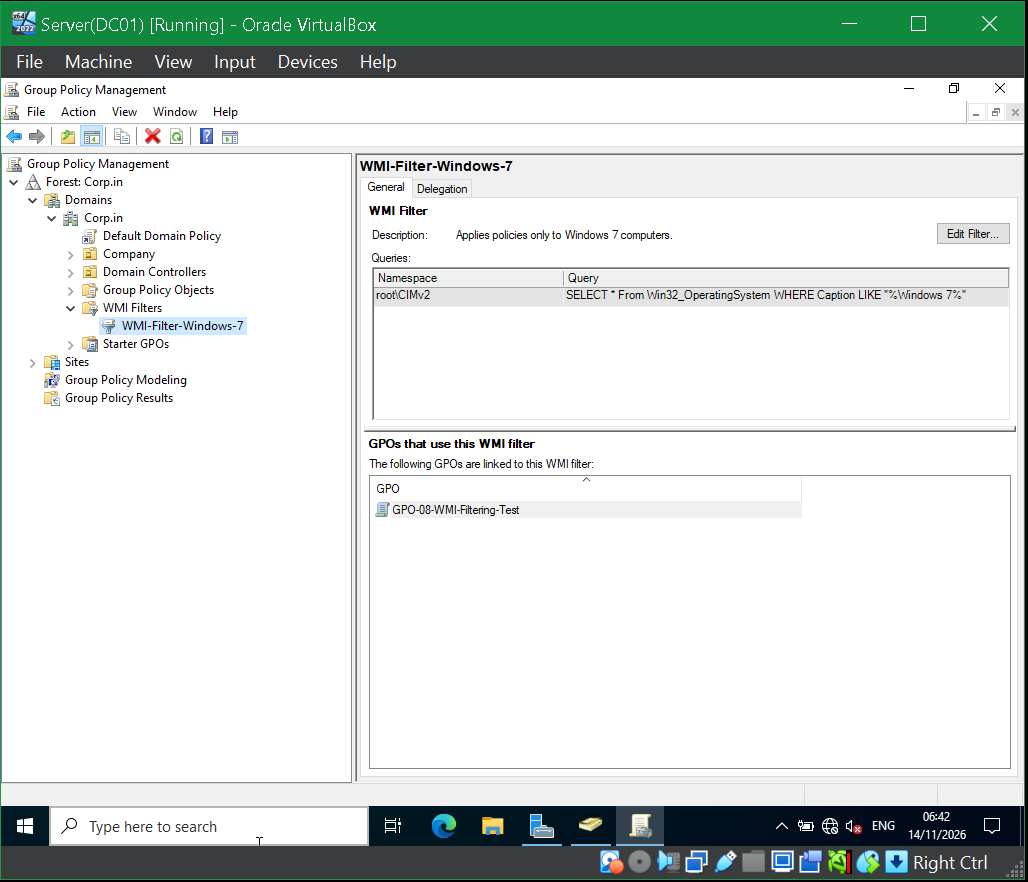 Server(DC01) [Running] - Oracle VirtualBox
File Machine View Input Devices Help
Group Policy Management
File Action View Window Help
Group Policy Management
Forest: Corp.in
Domains
Corp.in
Default Domain Policy
Company
Domain Controllers
Group Policy Objects
WMI Filters
WMI-Filter-Windows-7
Starter GPOs
Sites
Group Policy Modeling
Group Policy Results
WMI-Filter-Windows-7
General Delegation
WMI Filter
Description: Applies policies only to Windows 7 computers.
Edit Filter...
Queries:
Namespace Query
root\CIMv2 SELECT * From Win32_OperatingSystem WHERE Caption LIKE "%Windows 7%"
GPOs that use this WMI filter
The following GPOs are linked to this WMI filter:
GPO
GPO-08-WMI-Filtering-Test
Type here to search
ENG
06:42
14/11/2026
Right Ctrl